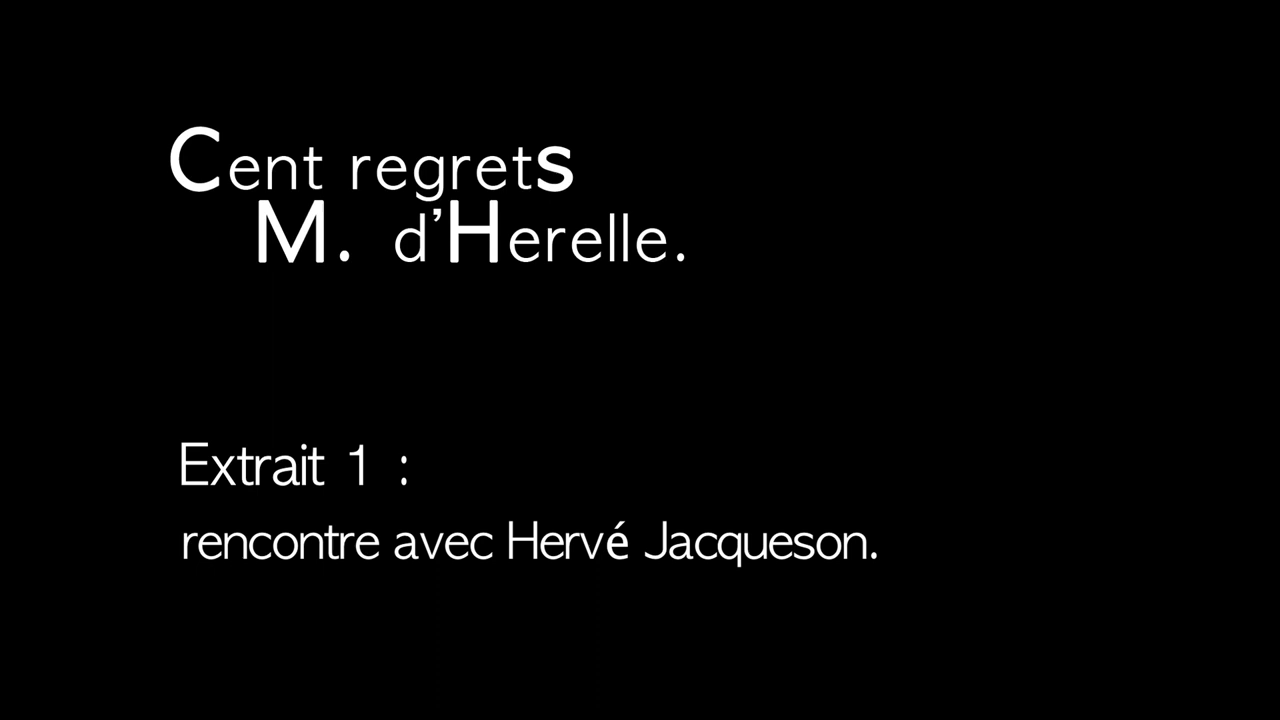 Cent regrets
M. d'Herelle.
Extrait 1 :
rencontre avec Hervé Jacqueson.